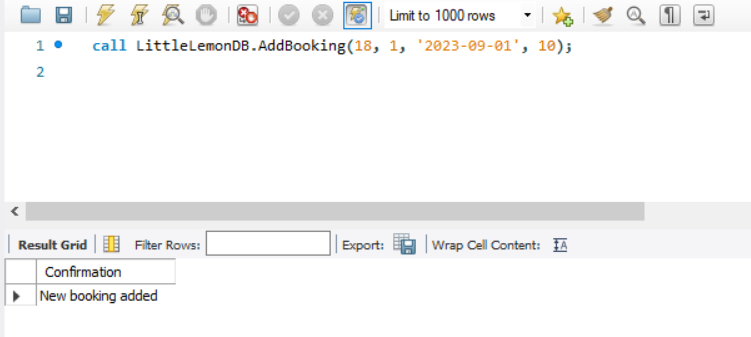 Limit to 1000 rows
1 call LittleLemonDB.AddBooking(18, 1, '2023-09-01', 10);
2
Result Grid Filter Rows: Export: Wrap Cell Content: IA
Confirmation
New booking added